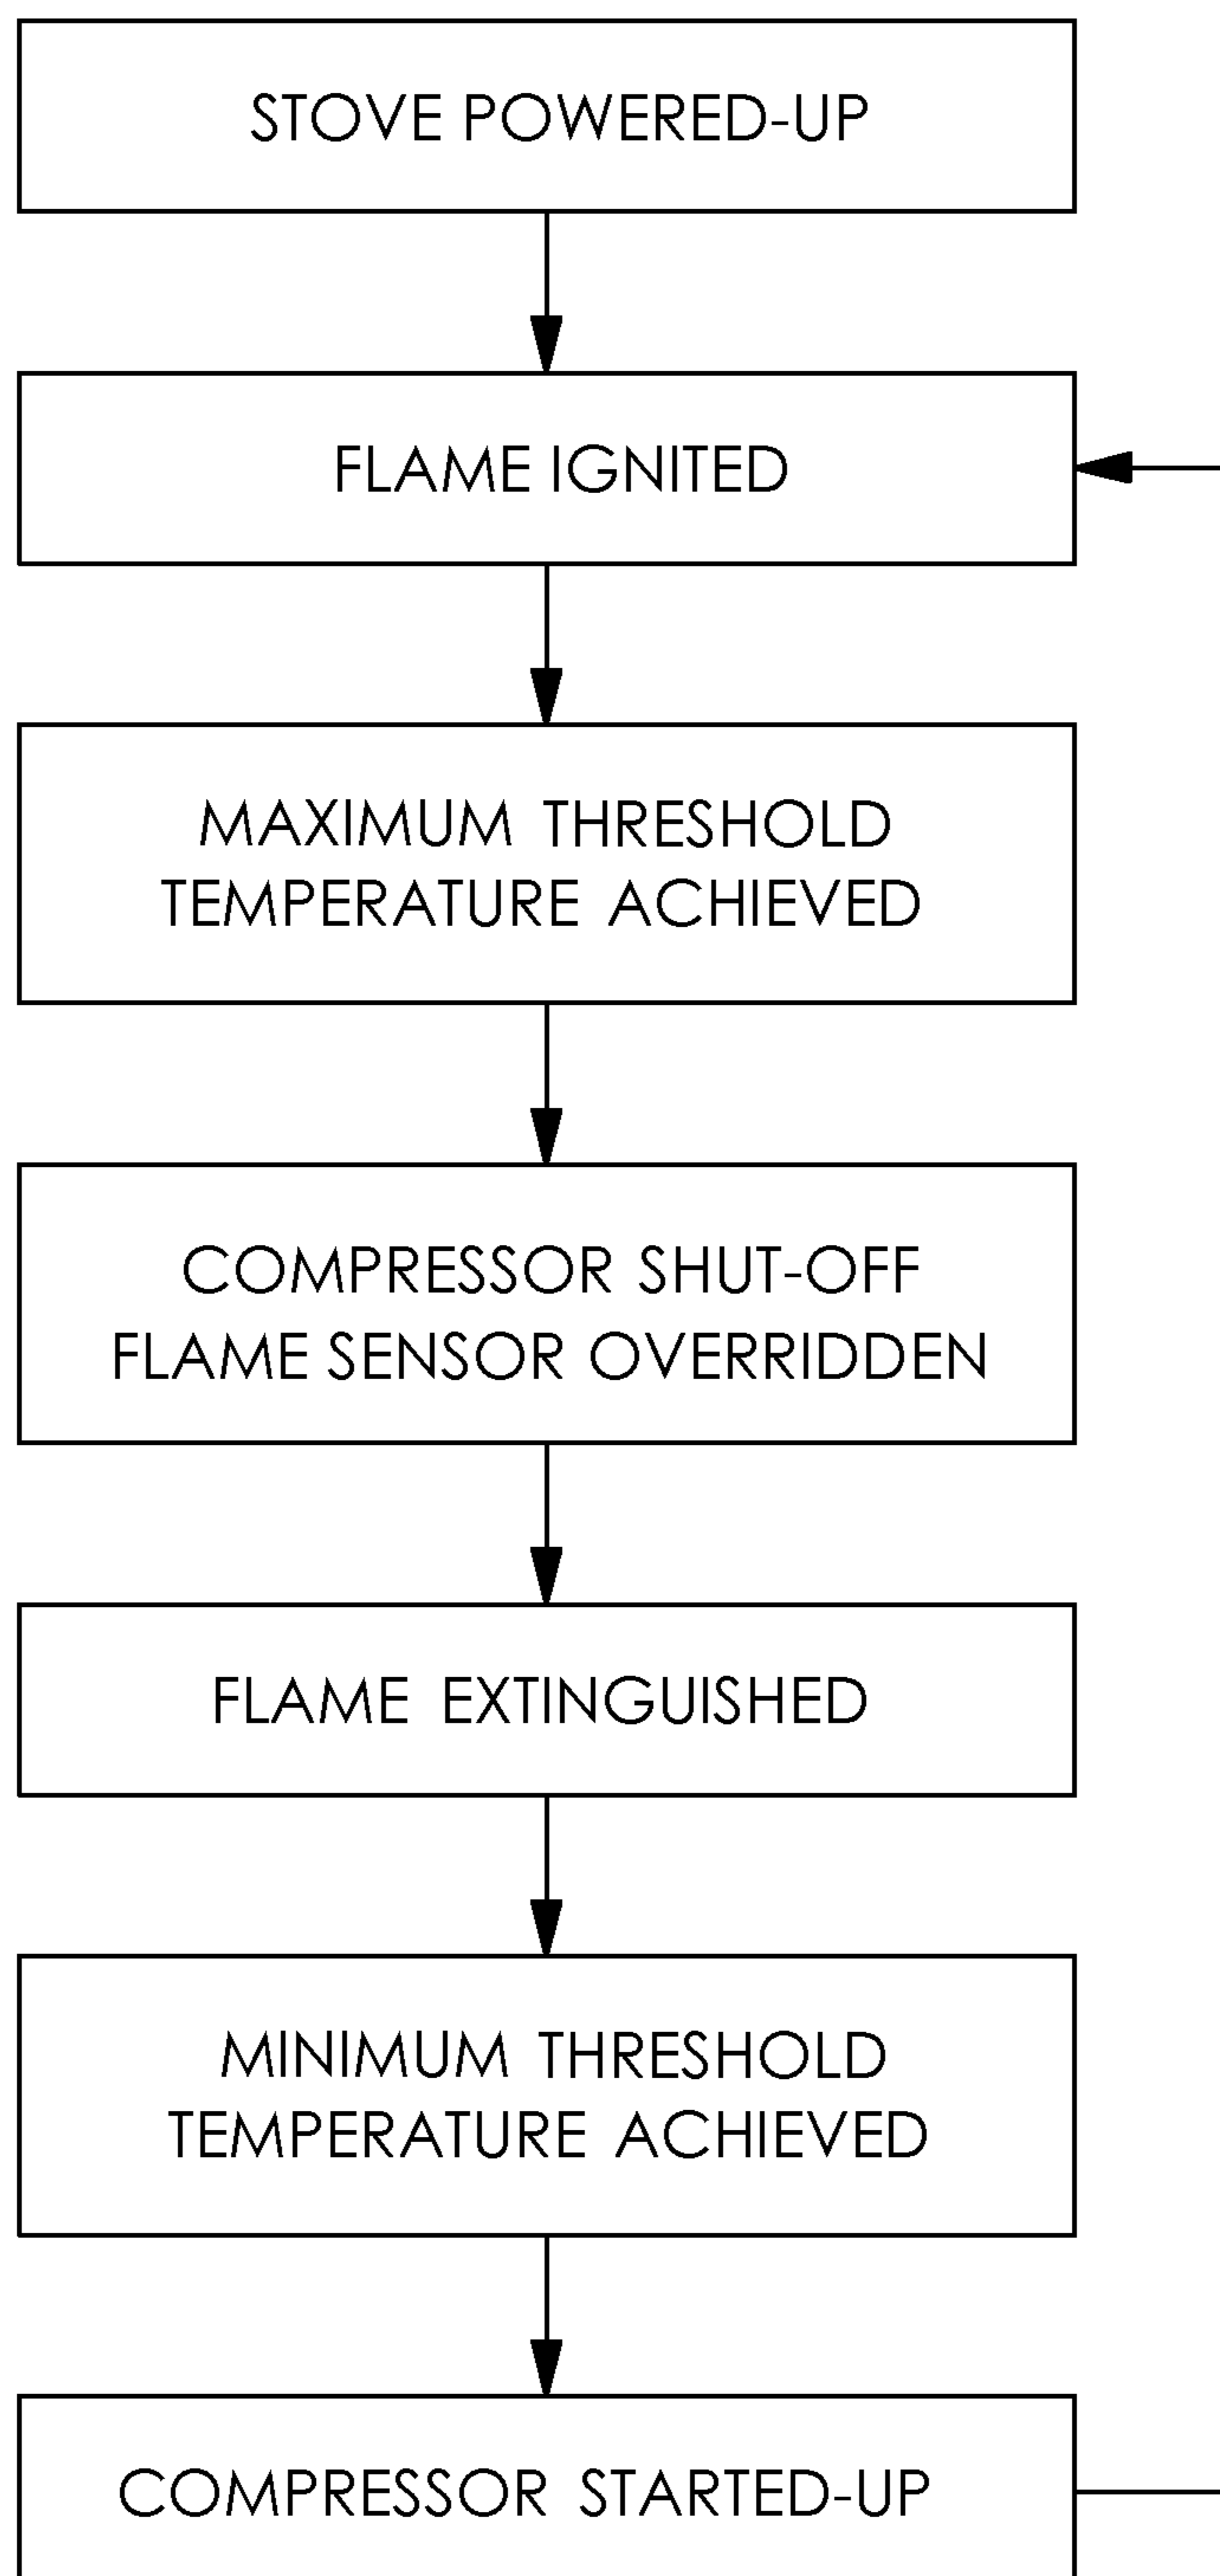 STOVE POWERED-UP
FLAME IGNITED
MAXIMUM THRESHOLD
TEMPERATURE ACHIEVED
COMPRESSOR SHUT-OFF
FLAME SENSOR OVERRIDDEN
FLAME EXTINGUISHED
MINIMUM THRESHOLD
TEMPERATURE ACHIEVED
COMPRESSOR STARTED-UP